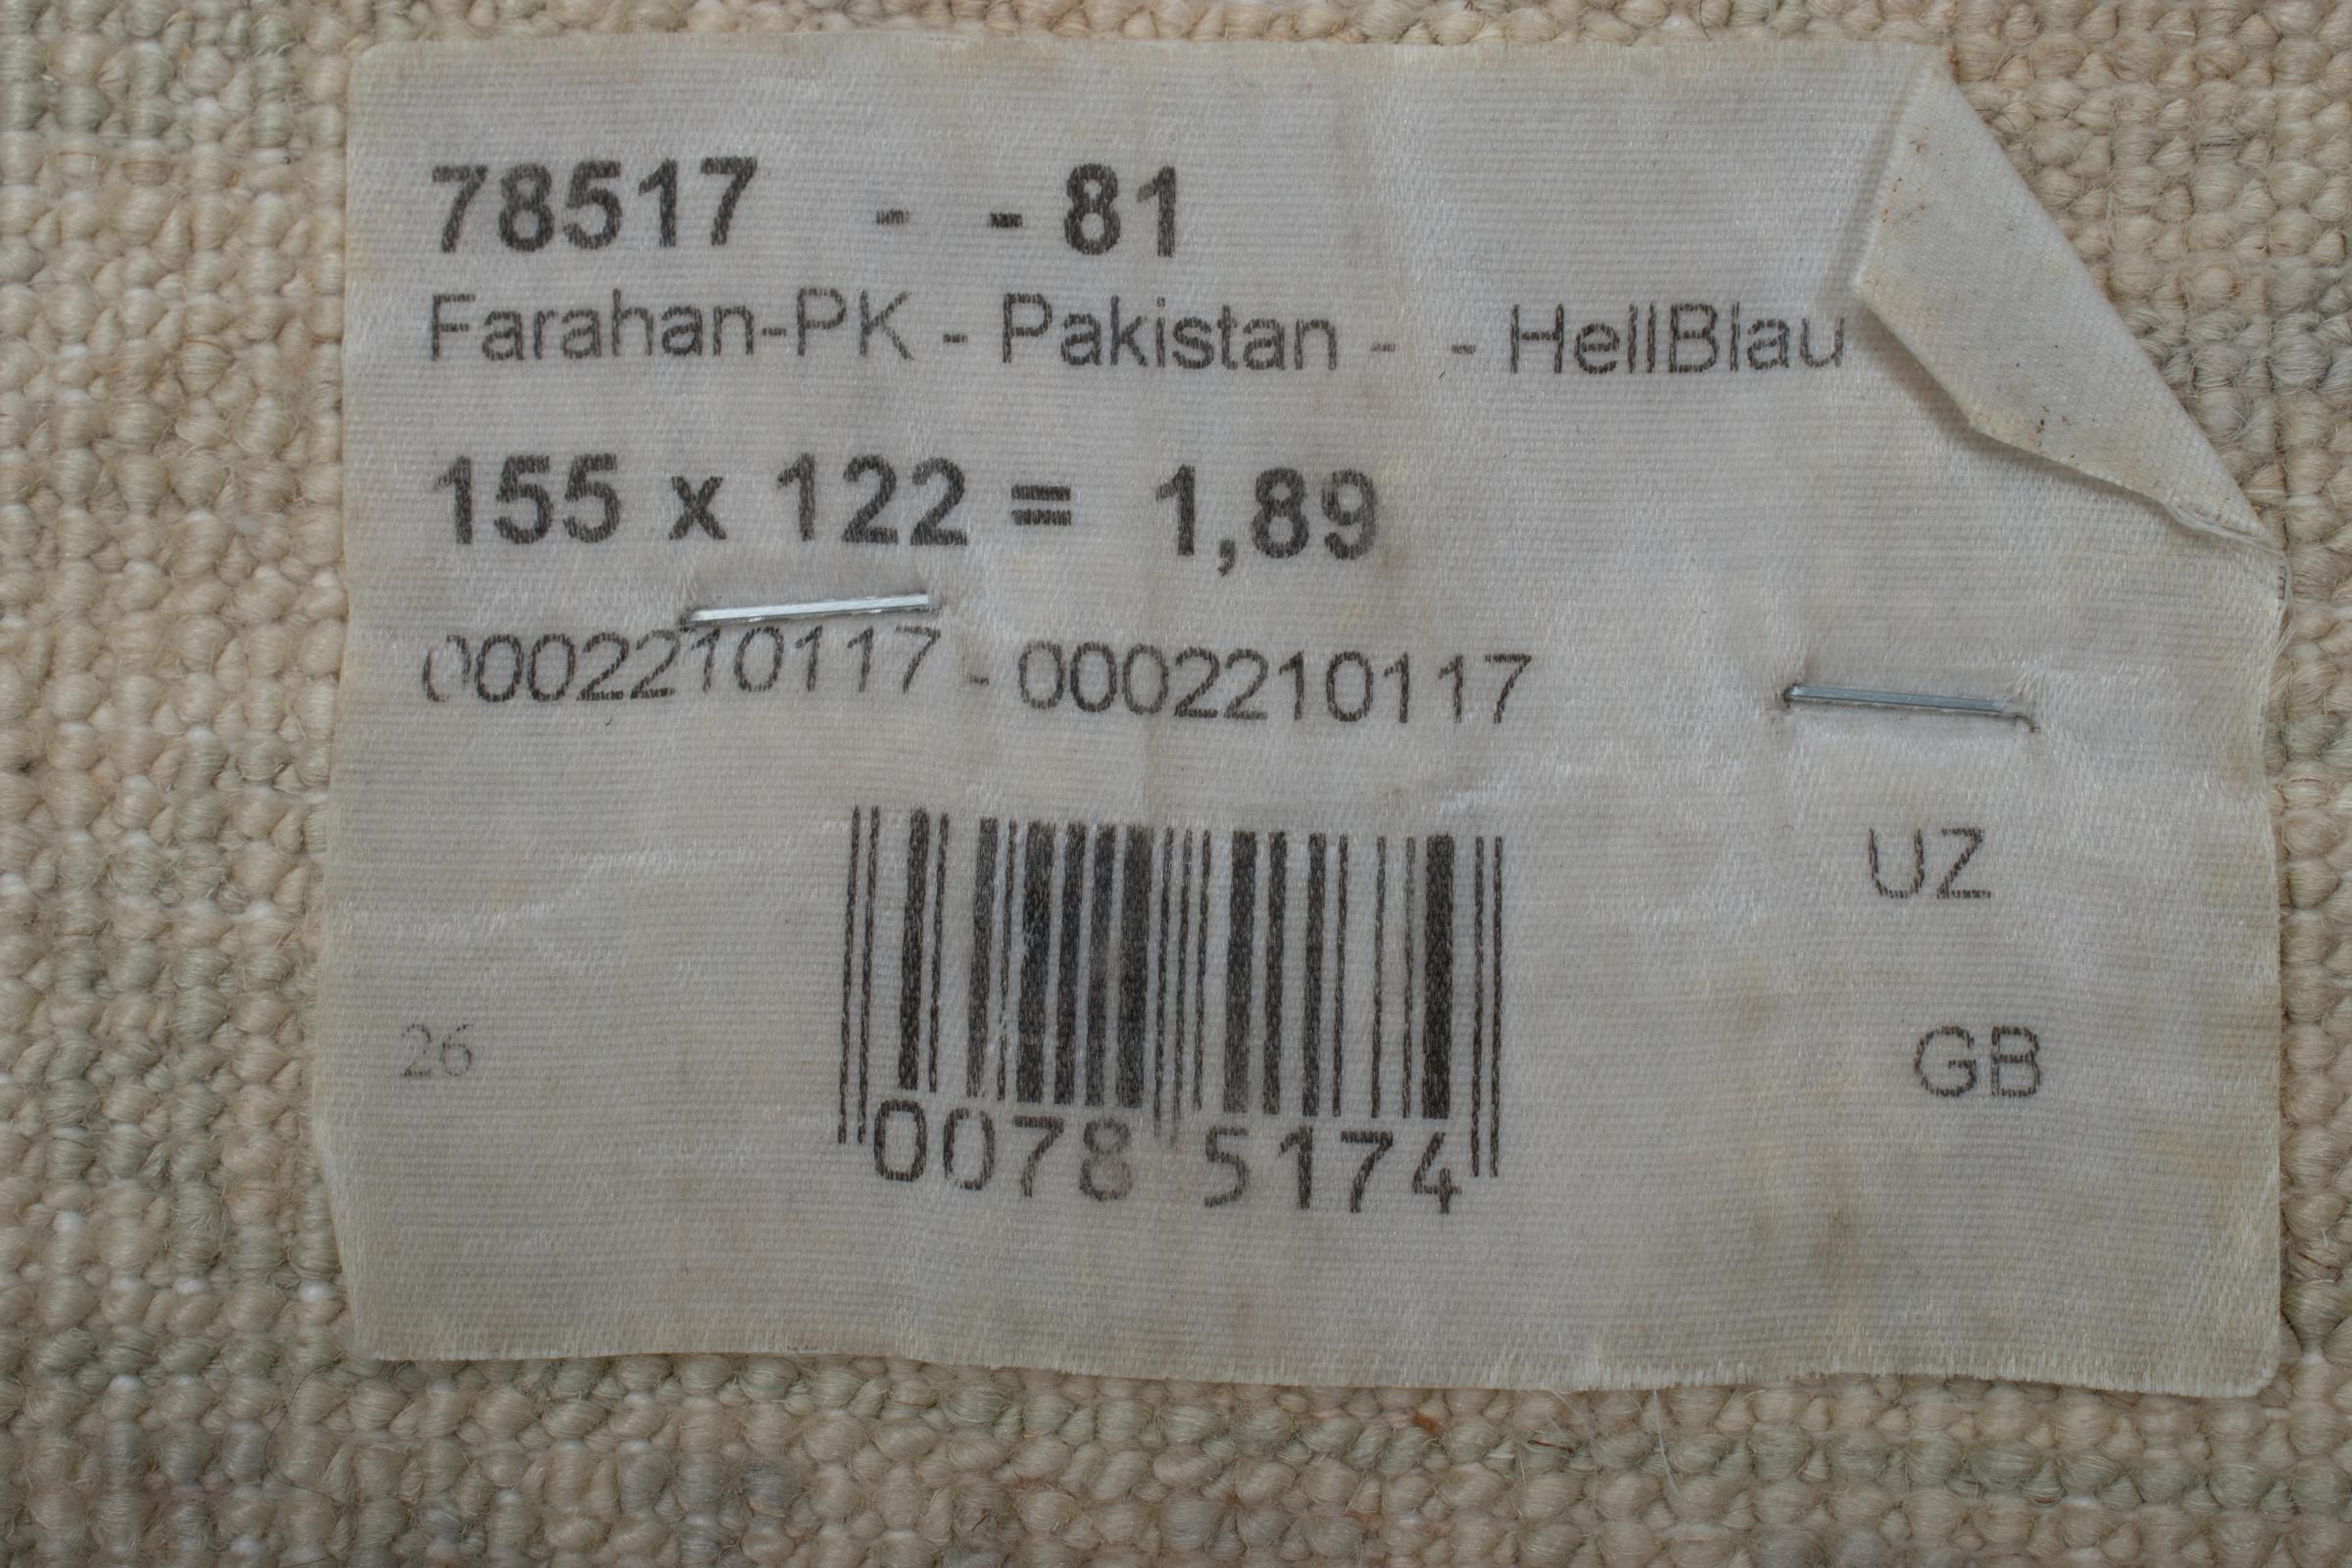 78517 - - 81
Farahan-PK - Pakistan - - HellBlau
155 x 122 = 1,89
0002210117 - 0002210117
UZ
26
GB
0078 5174